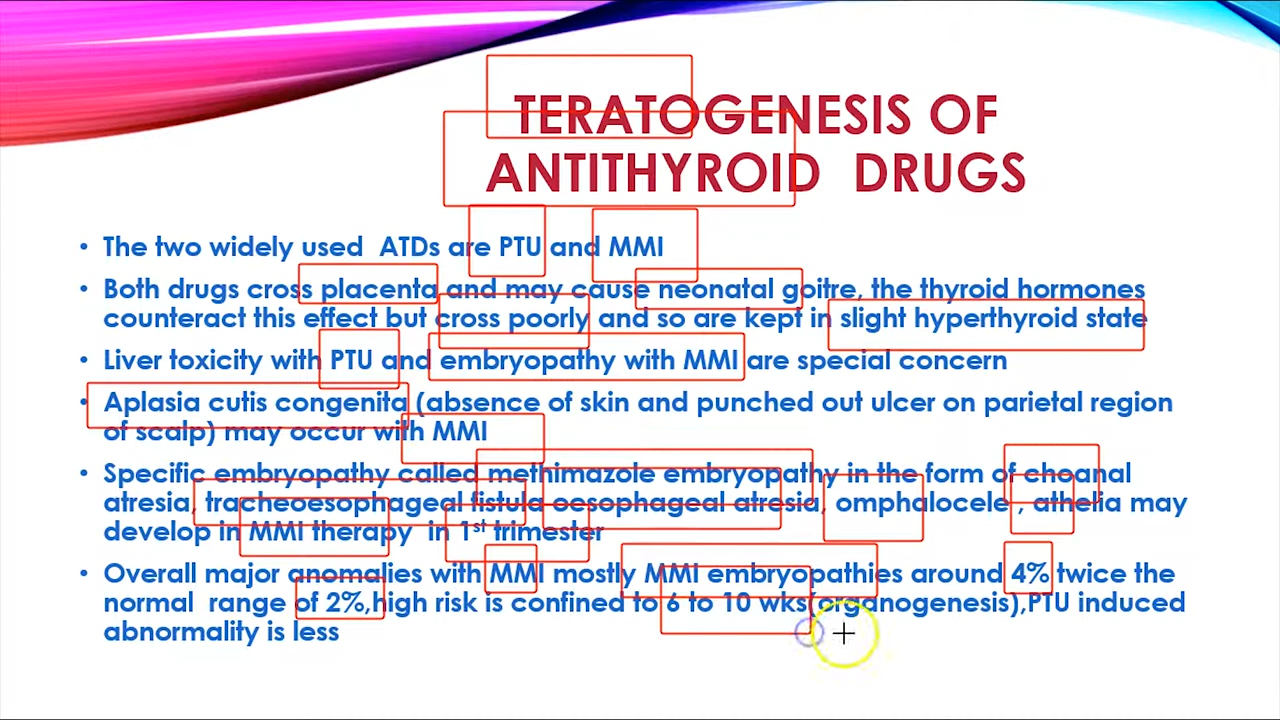 TERATOGENESIS OF
ANTITHYROID DRUGS
• The two widely used ATDs are PTU and MMI
• Both drugs cross placenta and may cause neonatal goitre, the thyroid hormones
counteract this effect but cross poorly and so are kept in slight hyperthyroid state
• Liver toxicity with PTU and embryopathy with MMI are special concern
• Aplasia cutis congenita (absence of skin and punched out ulcer on parietal region
of scalp) may occur with MMI
• Specific embryopathy called methimazole embryopathy in the form of choanal
atresia, tracheoesophageal fistula oesophageal atresia, omphalocele , athelia may
develop in MMI therapy in 1st trimester
• Overall major anomalies with MMI mostly MMI embryopathies around 4% twice the
normal range of 2%,high risk is confined to 6 to 10 wks(organogenesis),PTU induced
abnormality is less